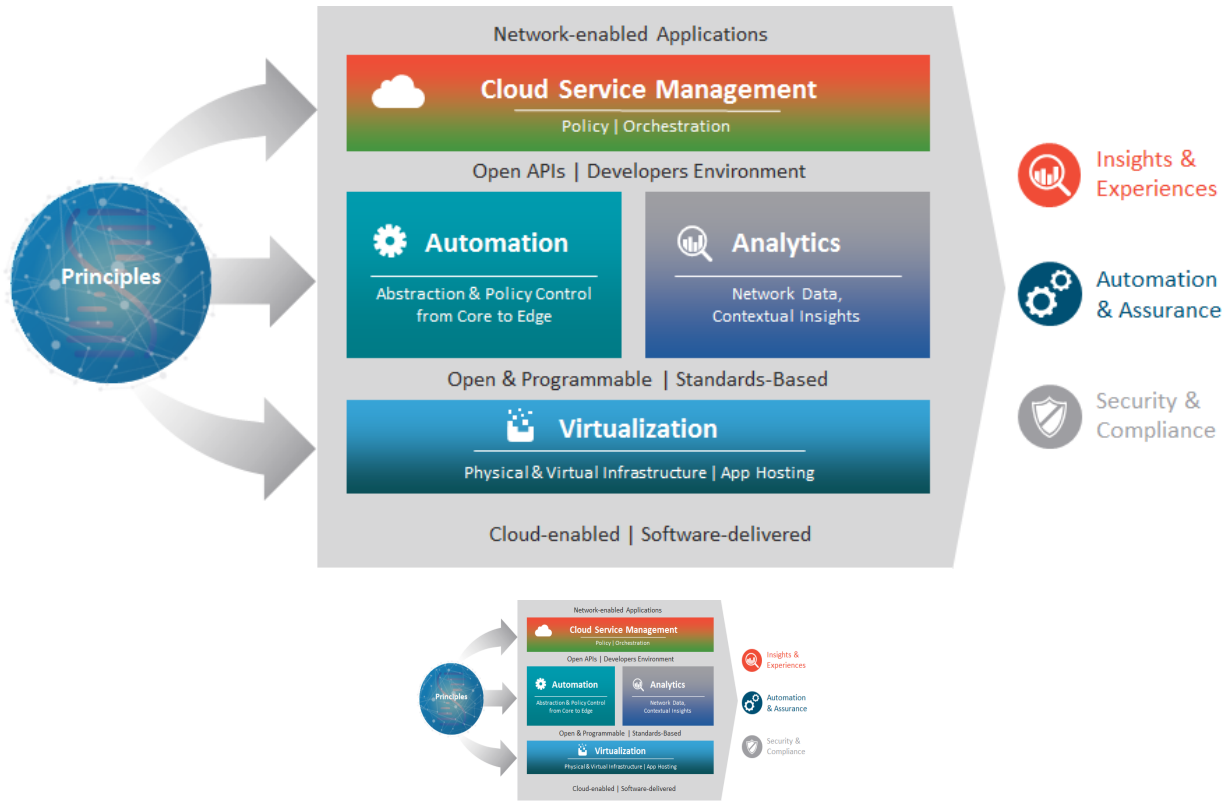 Network-enabled Applications
Cloud Service Management
Policy | Orchestration
Open APIs | Developers Environment
Principles
Automation
Abstraction & Policy Control
from Core to Edge
Analytics
Network Data,
Contextual Insights
Open & Programmable | Standards-Based
Virtualization
Physical & Virtual Infrastructure | App Hosting
Cloud-enabled | Software-delivered
Insights &
Experiences
Automation
& Assurance
Security &
Compliance
Network-enabled Applications
Cloud Service Management
Policy | Orchestration
Open APIs | Developers Environment
Principles
Automation
Abstraction & Policy Control
from Core to Edge
Analytics
Network Data,
Contextual Insights
Open & Programmable | Standards-Based
Virtualization
Physical & Virtual Infrastructure | App Hosting
Cloud-enabled | Software-delivered
Insights &
Experiences
Automation
& Assurance
Security &
Compliance